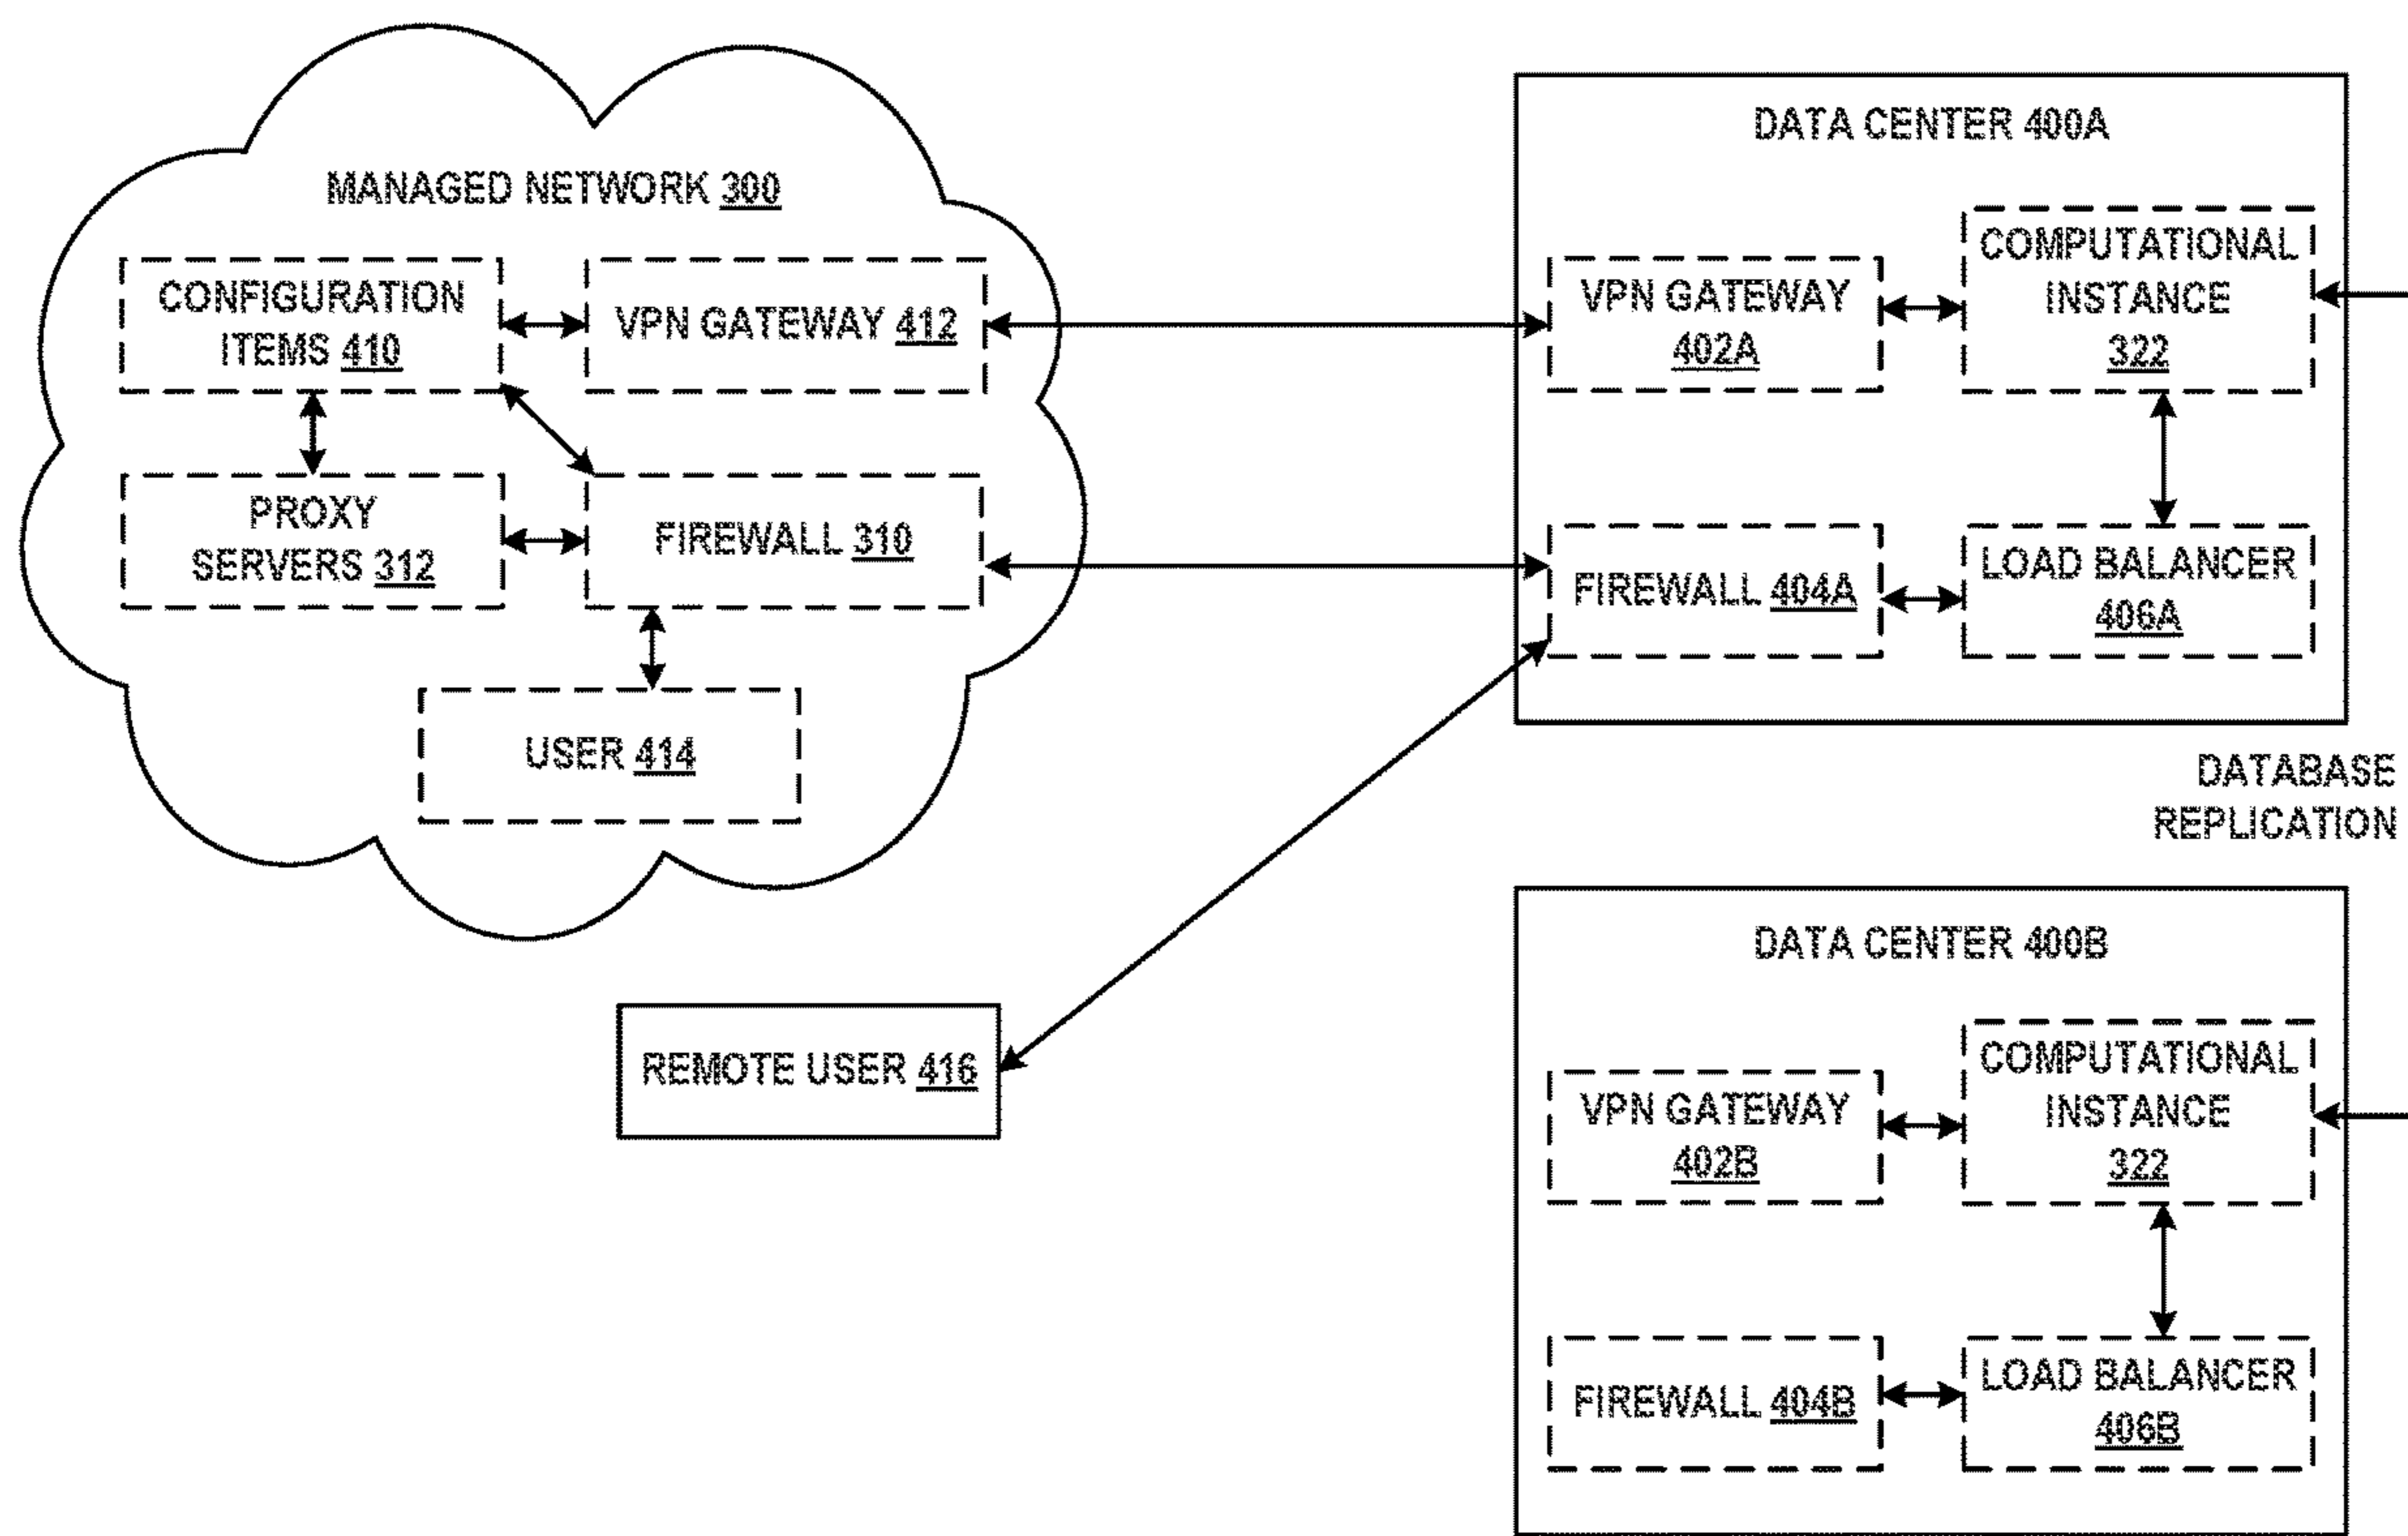 MANAGED NETWORK 300
CONFIGURATION
ITEMS 410
VPN GATEWAY 412
PROXY
SERVERS 312
FIREWALL 310
USER 414
REMOTE USER 416
DATA CENTER 400A
VPN GATEWAY
402A
COMPUTATIONAL
INSTANCE
322
FIREWALL 404A
LOAD BALANCER
406A
DATABASE
REPLICATION
DATA CENTER 400B
VPN GATEWAY
402B
COMPUTATIONAL
INSTANCE
322
FIREWALL 404B
LOAD BALANCER
406B